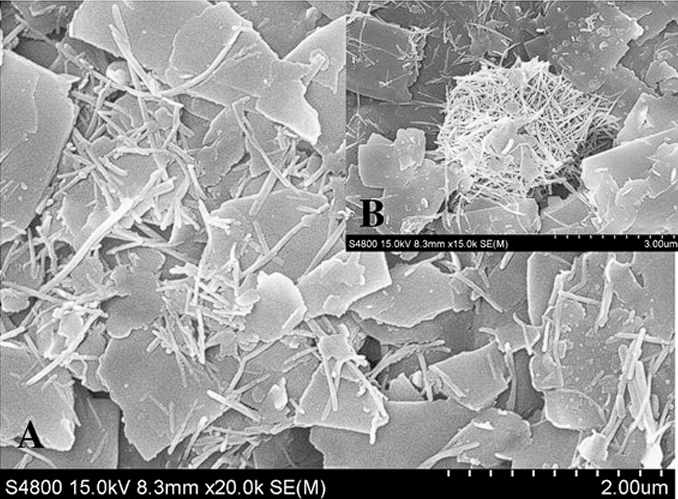 B
S4800 15.0kV 8.3mm x15.0k SE(M)
3.00um
A
S4800 15.0kV 8.3mm x20.0k SE(M)
2.00um